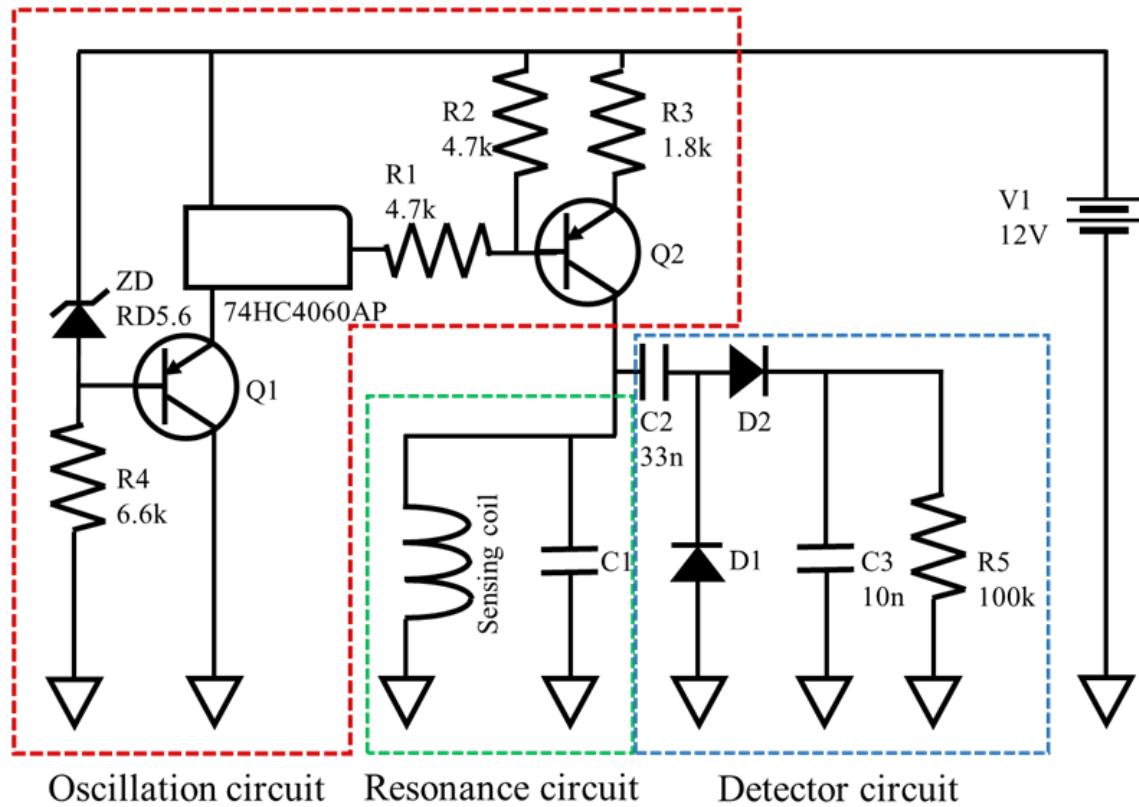 R2
4.7k
R3
1.8k
R1
4.7k
V1
12V
Q2
ZD
RD5.6
74HC4060AP
Q1
C2
33n
D2
R4
6.6k
Sensing coil
C1
D1
C3
10n
R5
100k
Oscillation circuit
Resonance circuit
Detector circuit